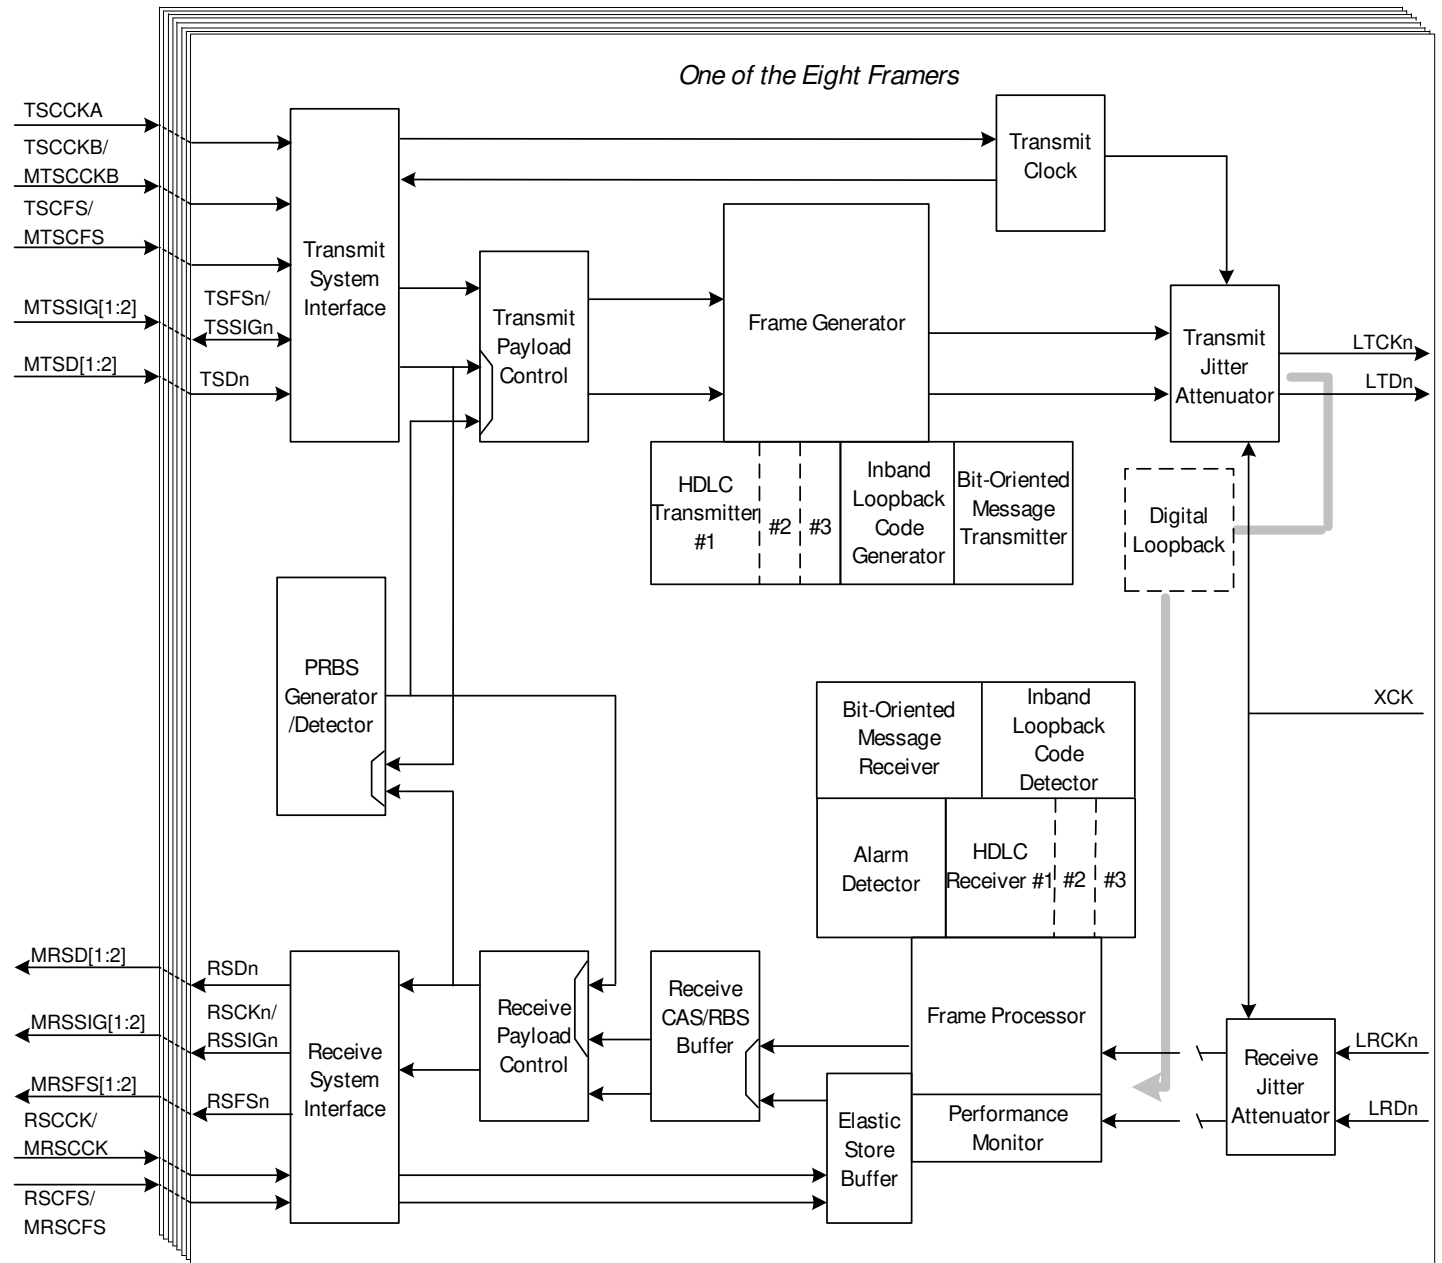 One of the Eight Framers
TSCCKA
TSCCKB/
MTSCCKB
TSCFS/
MTSCFS
MTSSIG[1:2]
MTSD[1:2]
TSFSn/
TSSIGn
TSDn
Transmit
System
Interface
Transmit
Payload
Control
Frame Generator
Transmit
Clock
Transmit
Jitter
Attenuator
LTCKn
LTDn
HDLC
Transmitter
#1
#2
#3
Inband
Loopback
Code
Generator
Bit-Oriented
Message
Transmitter
Digital
Loopback
PRBS
Generator
/Detector
XCK
Bit-Oriented
Message
Receiver
Inband
Loopback
Code
Detector
Alarm
Detector
HDLC
Receiver #1
#2
#3
MRSD[1:2]
MRSSIG[1:2]
MRSFS[1:2]
RSCCK/
MRSCCK
RSCFS/
MRSCFS
RSDn
RSCKn/
RSSIGn
RSFSn
Receive
System
Interface
Receive
Payload
Control
Receive
CAS/RBS
Buffer
Frame Processor
Performance
Monitor
Elastic
Store
Buffer
Receive
Jitter
Attenuator
LRCKn
LRDn